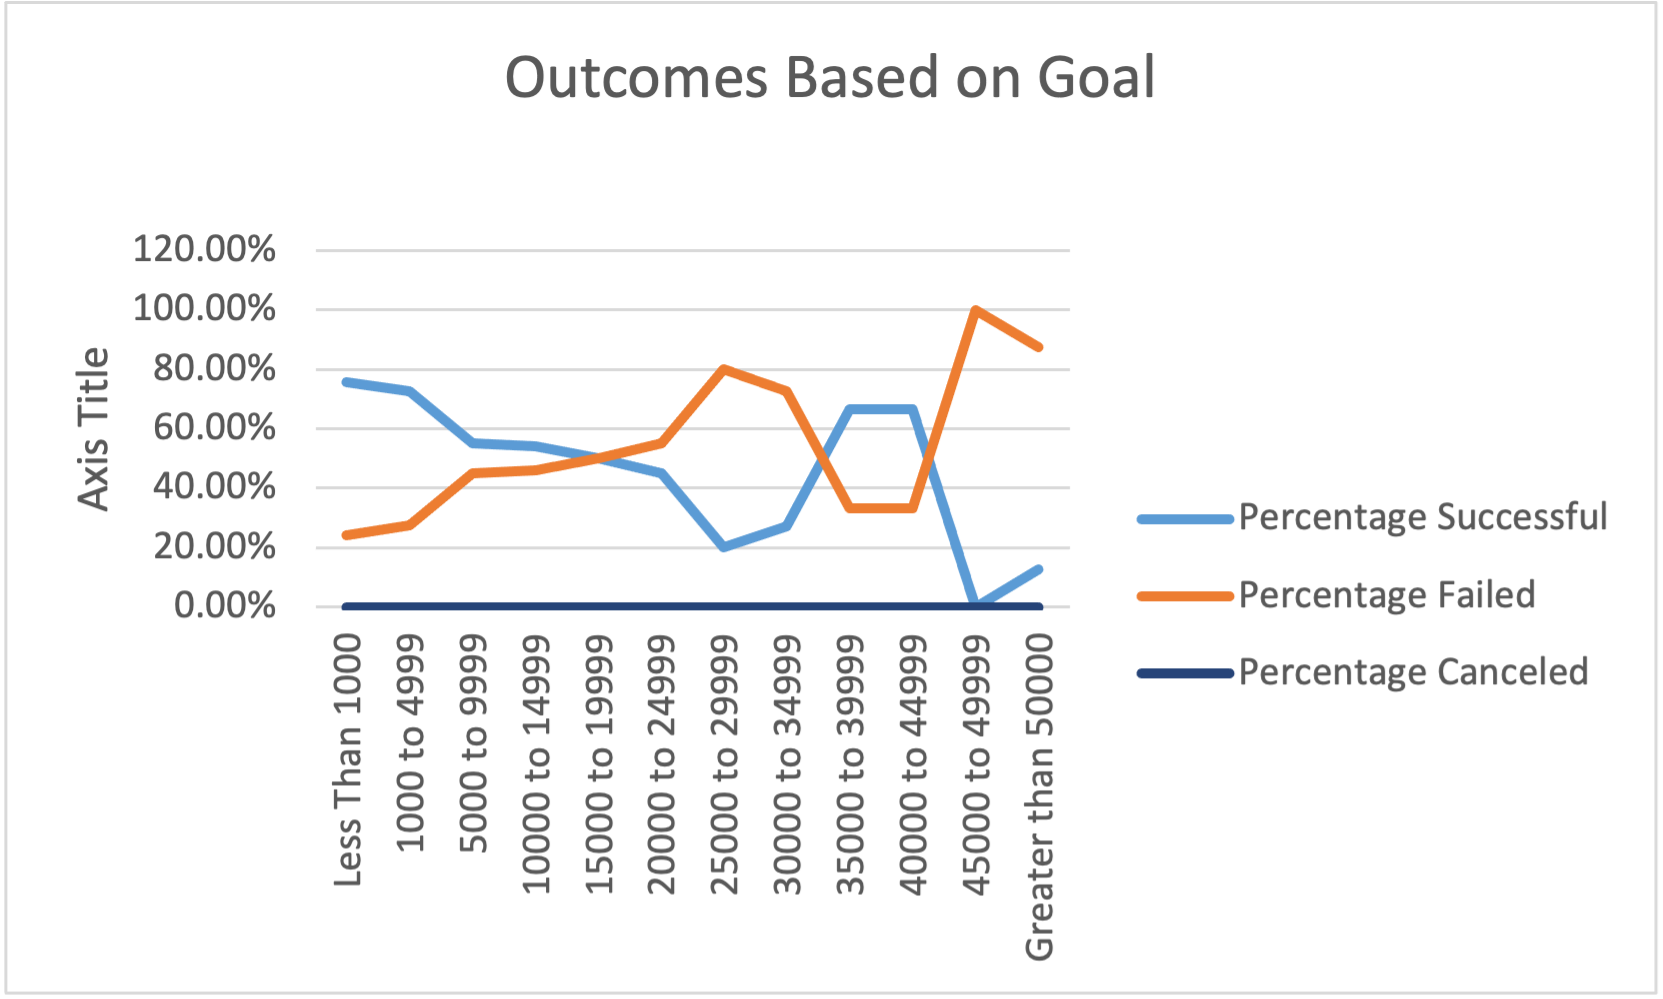 Outcomes Based on Goal
120.00%
100.00%
80.00%
60.00%
40.00%
20.00%
0.00%
Axis Title
Less Than 1000
1000 to 4999
5000 to 9999
10000 to 14999
15000 to 19999
20000 to 24999
25000 to 29999
30000 to 34999
35000 to 39999
40000 to 44999
45000 to 49999
Greater than 50000
Percentage Successful
Percentage Failed
Percentage Canceled